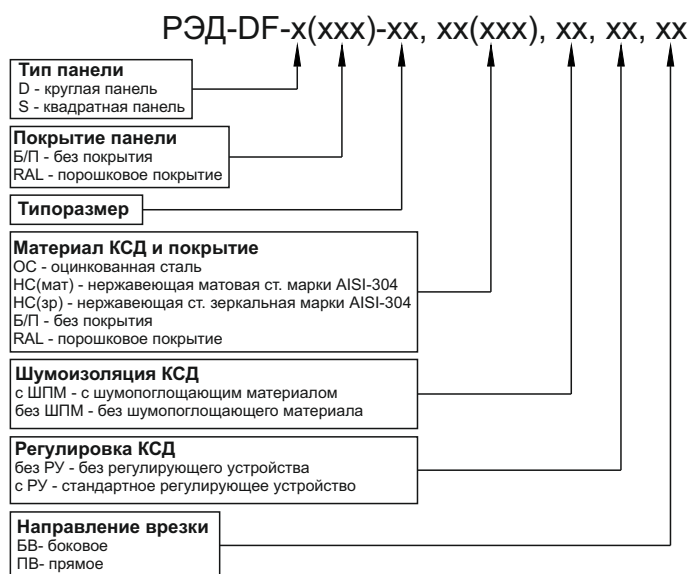 РЭД-DF-x(xxx)-xx, xx(xxx), xx, xx, xx
Тип панели
D - круглая панель
S - квадратная панель
Покрытие панели
Б/П - без покрытия
RAL - порошковое покрытие
Типоразмер
Материал КСД и покрытие
ОС - оцинкованная сталь
НС(мат) - нержавеющая матовая ст. марки AISI-304
НС(зр) - нержавеющая ст. зеркальная марки AISI-304
Б/П - без покрытия
RAL - порошковое покрытие
Шумоизоляция КСД
с ШПМ - с шумопоглощающим материалом
без ШПМ - без шумопоглощающего материала
Регулировка КСД
без РУ - без регулирующего устройства
с РУ - стандартное регулирующее устройство
Направление врезки
БВ- боковое
ПВ- прямое